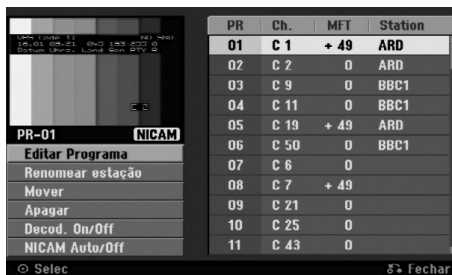 PR Ch. MFT Station
01 C 1 + 49 ARD
02 C 2 0 ARD
03 C 9 0 BBC1
04 C 11 0 BBC1
05 C 19 + 49 ARD
06 C 50 0 BBC1
07 C 6 0
08 C 7 + 49
09 C 21 0
10 C 25 0
11 C 43 0
PR-01 NICAM
Editar Programa
Renomear estação
Mover
Apagar
Decod. On/Off
NICAM Auto/Off
Selec
Fechar